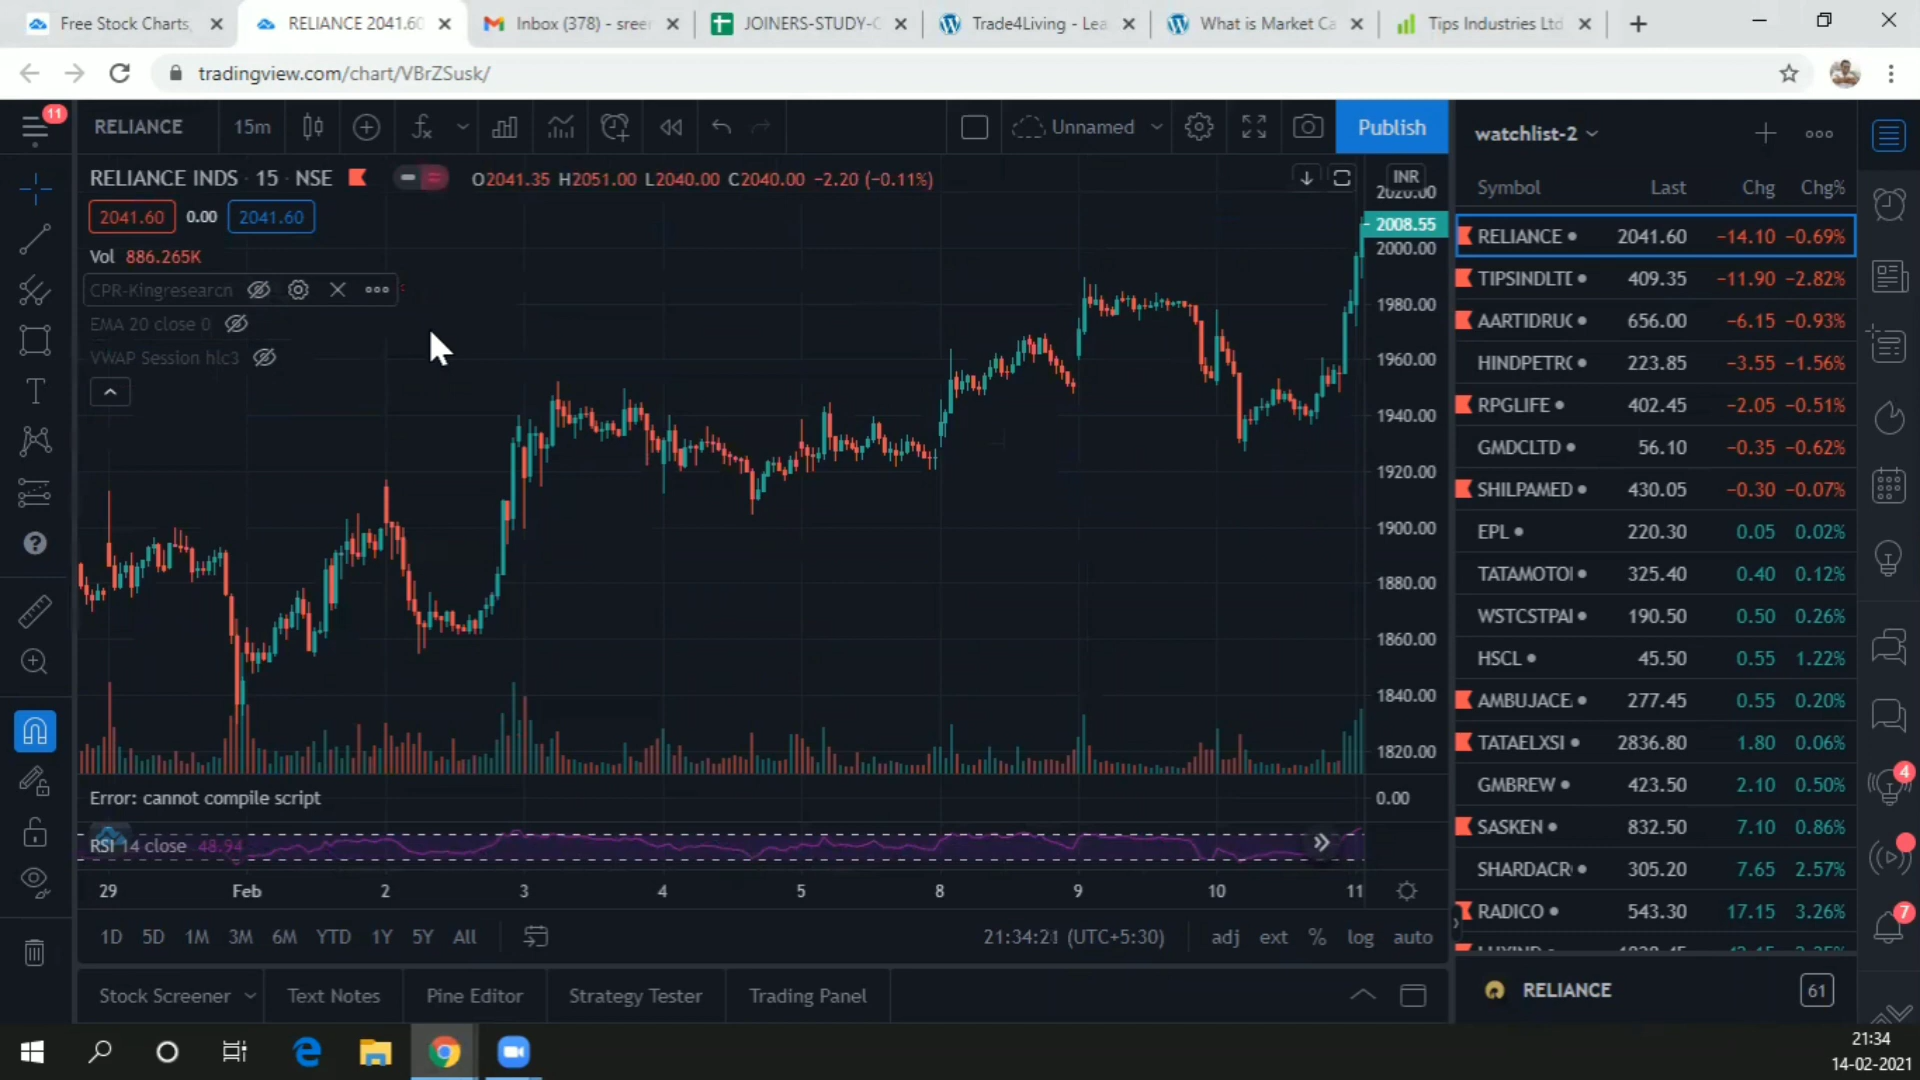 Free Stock Charts,
RELIANCE 2041.60
Inbox (378) - sree
JOINERS-STUDY-C
Trade4Living - Lea
What is Market Ca
Tips Industries Ltd
tradingview.com/chart/VBrZSusk/
11
RELIANCE
15m
Unnamed
Publish
RELIANCE INDS · 15 · NSE
O2041.35 H2051.00 L2040.00 C2040.00 −2.20 (−0.11%)
2041.60 0.00 2041.60
Vol 886.265K
CPR-Kingresearch
EMA 20 close 0
VWAP Session hlc3
INR
2020.00
2008.55
2000.00
1980.00
1960.00
1940.00
1920.00
1900.00
1880.00
1860.00
1840.00
1820.00
Error: cannot compile script
0.00
RSI 14 close 48.94
29 Feb 2 3 4 5 8 9 10 11
1D 5D 1M 3M 6M YTD 1Y 5Y All
21:34:21 (UTC+5:30)
adj ext % log auto
Stock Screener
Text Notes
Pine Editor
Strategy Tester
Trading Panel
watchlist-2
Symbol Last Chg Chg%
RELIANCE 2041.60 −14.10 −0.69%
TIPSINDLTD 409.35 −11.90 −2.82%
AARTIDRUG 656.00 −6.15 −0.93%
HINDPETRO 223.85 −3.55 −1.56%
RPGLIFE 402.45 −2.05 −0.51%
GMDCLTD 56.10 −0.35 −0.62%
SHILPAMED 430.05 −0.30 −0.07%
EPL 220.30 0.05 0.02%
TATAMOTO 325.40 0.40 0.12%
WSTCSTPAI 190.50 0.50 0.26%
HSCL 45.50 0.55 1.22%
AMBUJACE 277.45 0.55 0.20%
TATAELXSI 2836.80 1.80 0.06%
GMBREW 423.50 2.10 0.50%
SASKEN 832.50 7.10 0.86%
SHARDACR 305.20 7.65 2.57%
RADICO 543.30 17.15 3.26%
RELIANCE
61
4
7
21:34
14-02-2021